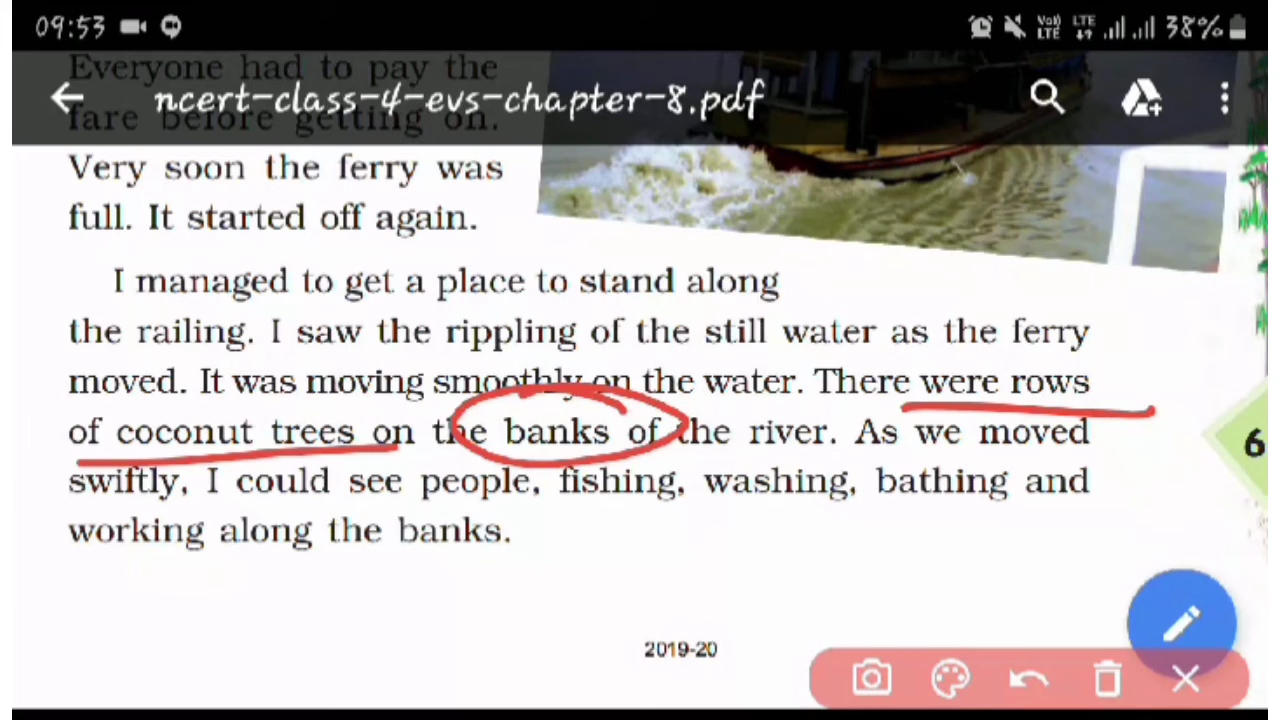 09:53 Vo) LTE LTE 38%
Everyone had to pay the
ncert-class-4-evs-chapter-8.pdf
fare before getting on.
Very soon the ferry was
full. It started off again.
I managed to get a place to stand along
the railing. I saw the rippling of the still water as the ferry
moved. It was moving smoothly on the water. There were rows
of coconut trees on the banks of the river. As we moved
swiftly, I could see people, fishing, washing, bathing and
working along the banks.
6
2019-20